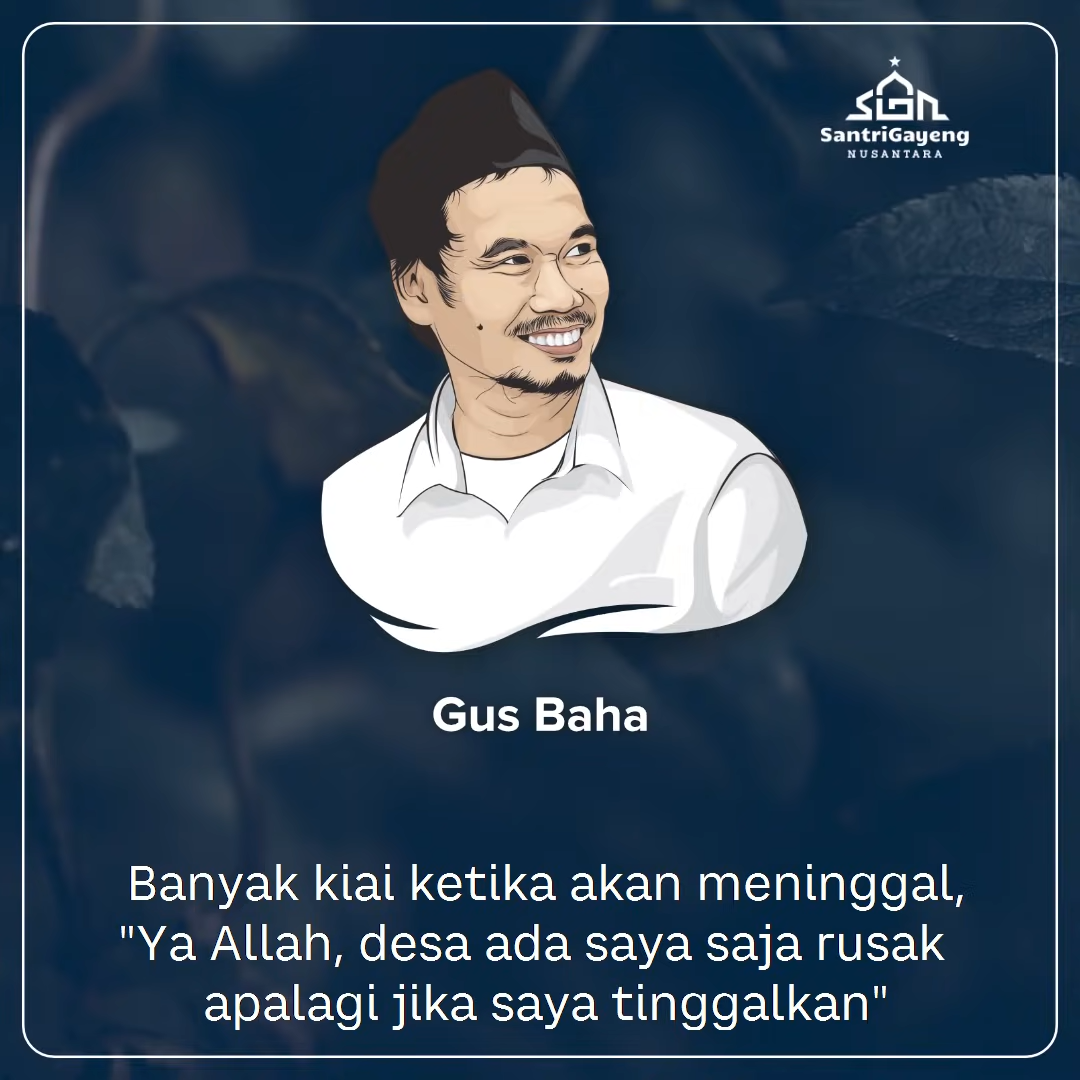 SIGN
SantriGayeng
NUSANTARA
Gus Baha
Banyak kiai ketika akan meninggal,
"Ya Allah, desa ada saya saja rusak
apalagi jika saya tinggalkan"